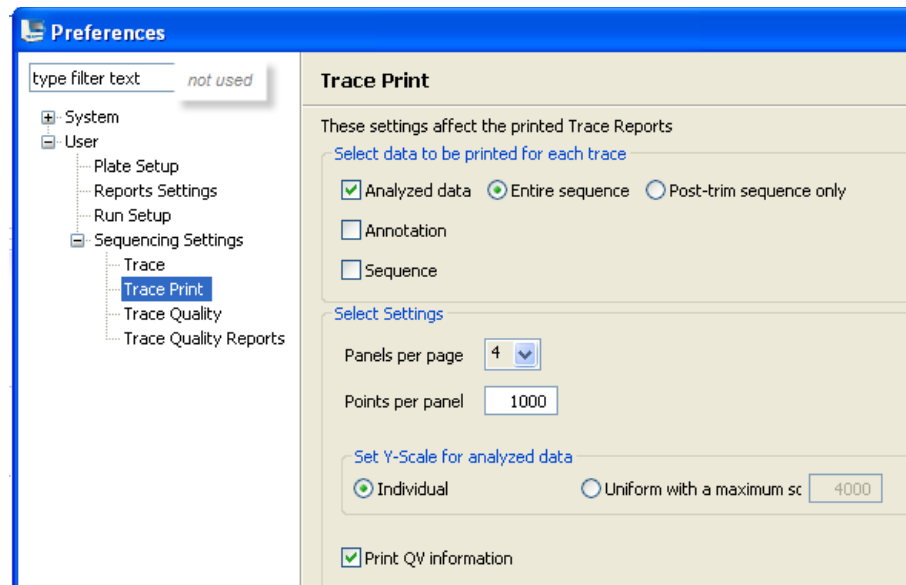 Preferences
type filter text
not used
System
User
Plate Setup
Reports Settings
Run Setup
Sequencing Settings
Trace
Trace Print
Trace Quality
Trace Quality Reports
Trace Print
These settings affect the printed Trace Reports
Select data to be printed for each trace
Analyzed data Entire sequence Post-trim sequence only
Annotation
Sequence
Select Settings
Panels per page 4
Points per panel 1000
Set Y-Scale for analyzed data
Individual Uniform with a maximum sc 4000
Print QV information